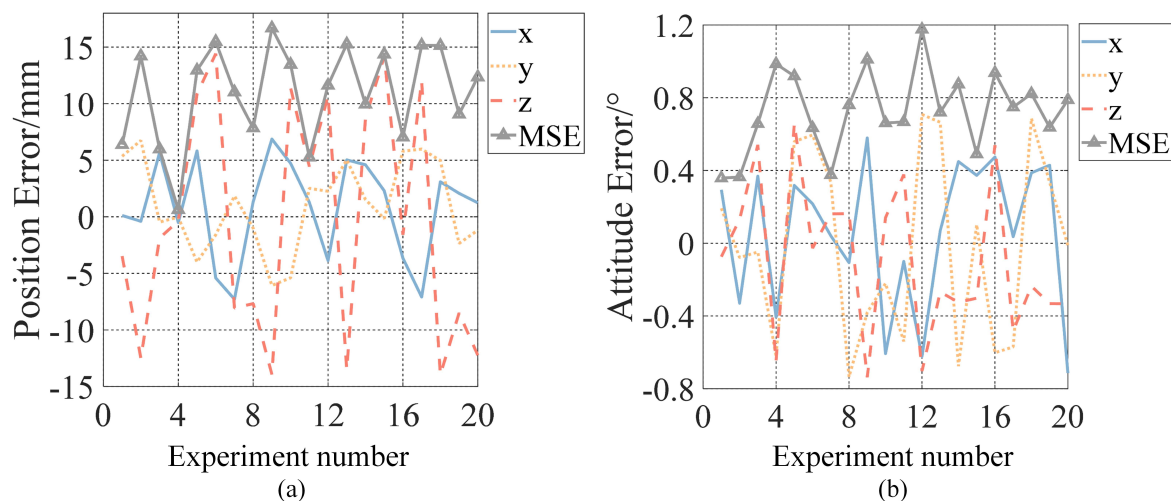 Position Error/mm
15
10
5
0
-5
-10
-15
0
4
8
12
16
20
Experiment number
(a)
x
y
z
MSE
Attitude Error/°
1.2
0.8
0.4
0
-0.4
-0.8
0
4
8
12
16
20
Experiment number
(b)
x
y
z
MSE